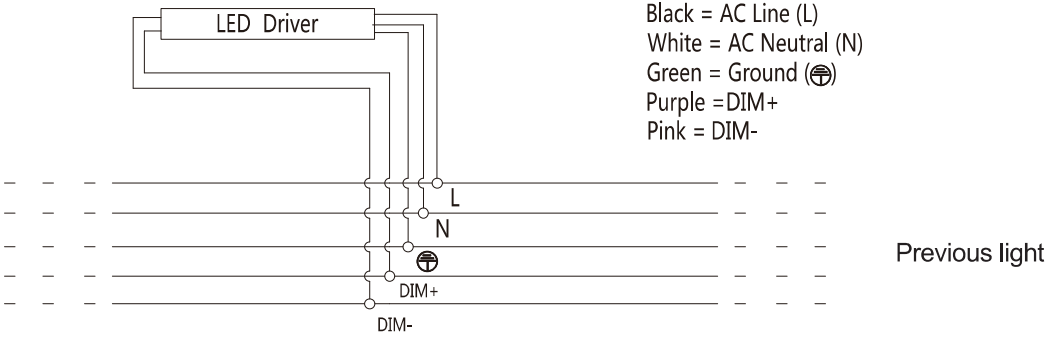 LED Driver
Black = AC Line (L)
White = AC Neutral (N)
Green = Ground (⏚)
Purple =DIM+
Pink = DIM-
L
N
Previous light
DIM+
DIM-